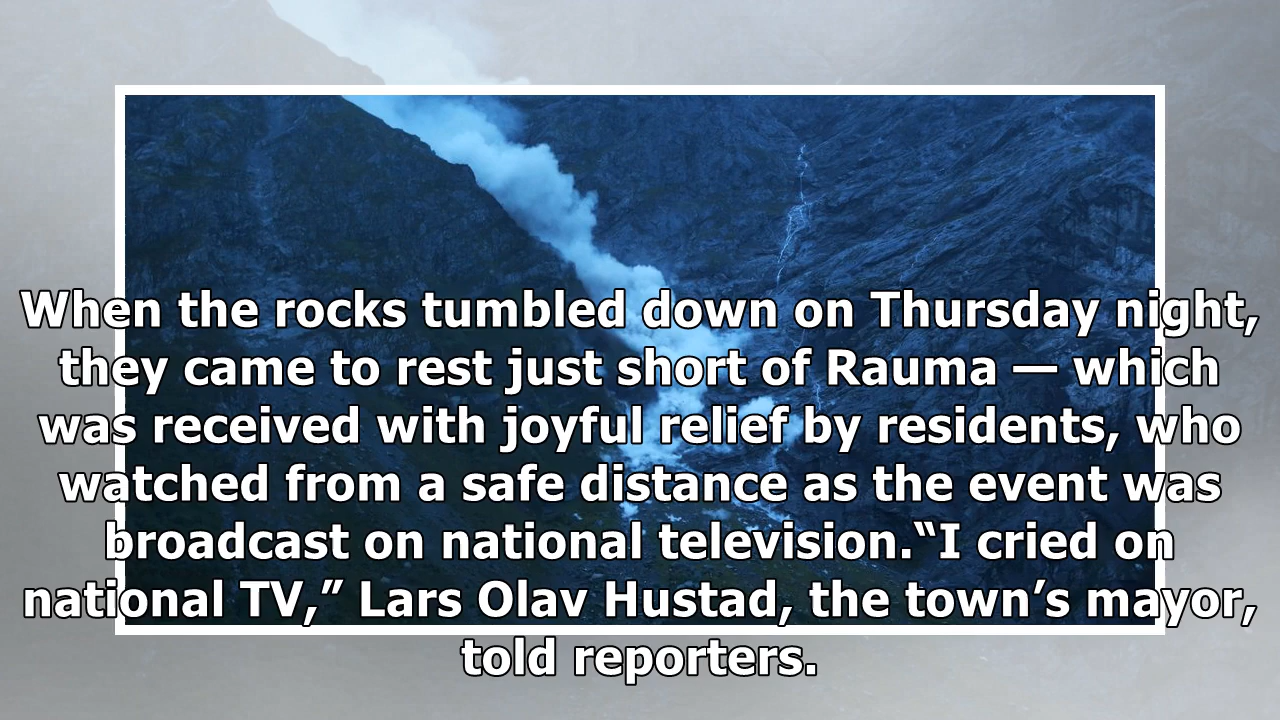 When the rocks tumbled down on Thursday night,
they came to rest just short of Rauma — which
was received with joyful relief by residents, who
watched from a safe distance as the event was
broadcast on national television.“I cried on
national TV,” Lars Olav Hustad, the town’s mayor,
told reporters.